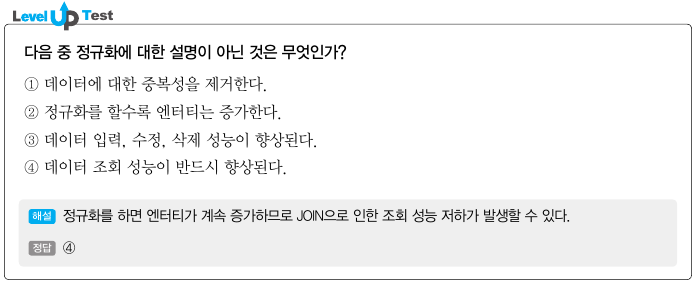 Level Up Test
다음 중 정규화에 대한 설명이 아닌 것은 무엇인가?
① 데이터에 대한 중복성을 제거한다.
② 정규화를 할수록 엔터티는 증가한다.
③ 데이터 입력, 수정, 삭제 성능이 향상된다.
④ 데이터 조회 성능이 반드시 향상된다.
해설 정규화를 하면 엔터티가 계속 증가하므로 JOIN으로 인한 조회 성능 저하가 발생할 수 있다.
정답 ④